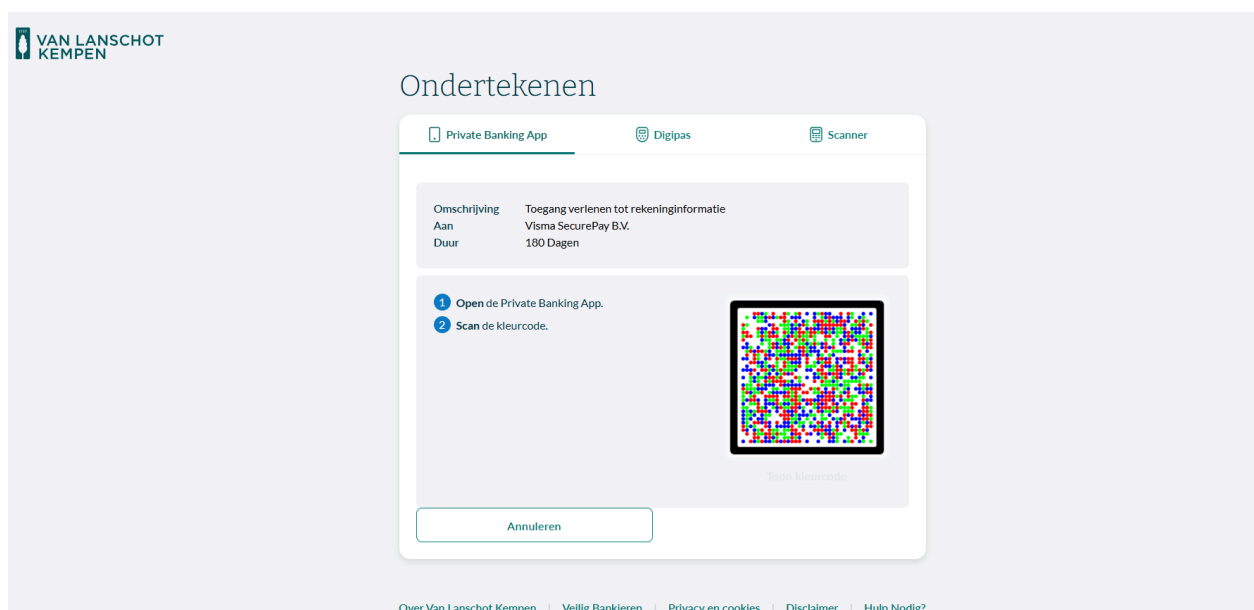 VAN LANSCHOT
KEMPEN
Ondertekenen
Private Banking App
Digipas
Scanner
Omschrijving Toegang verlenen tot rekeninginformatie
Aan Visma SecurePay B.V.
Duur 180 Dagen
1 Open de Private Banking App.
2 Scan de kleurcode.
Toon kleurcode
Annuleren
Over Van Lanschot Kempen | Veilig Bankieren | Privacy en cookies | Disclaimer | Hulp Nodig?